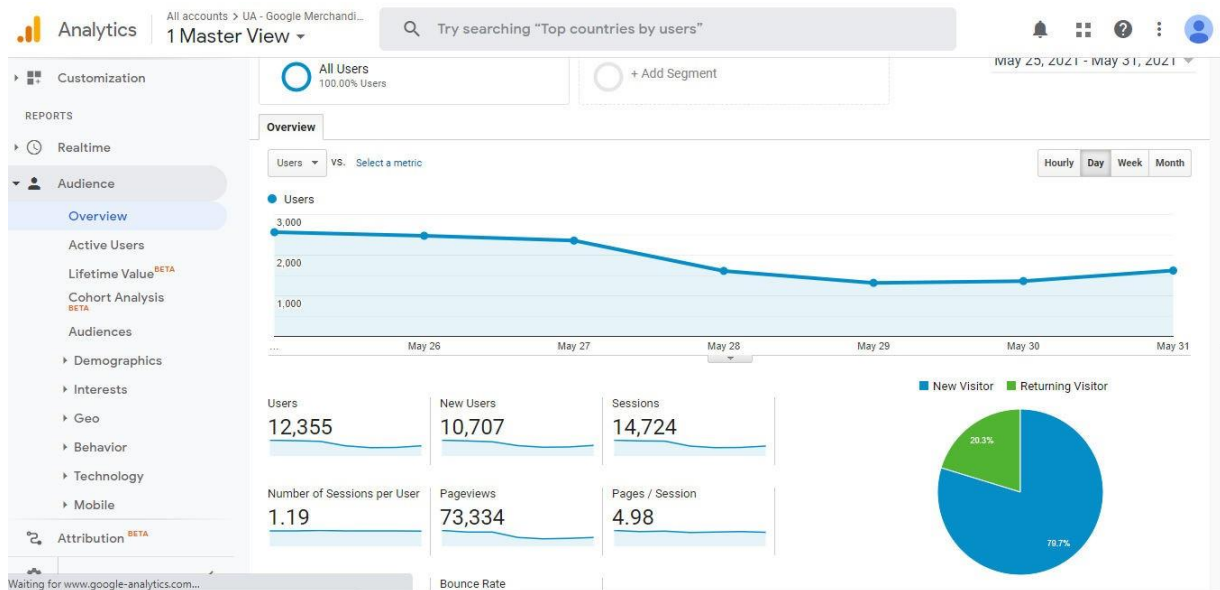 All accounts > UA - Google Merchandi...
Analytics
1 Master View
Try searching “Top countries by users”
Customization
REPORTS
Realtime
Audience
Overview
Active Users
Lifetime Value BETA
Cohort Analysis
BETA
Audiences
Demographics
Interests
Geo
Behavior
Technology
Mobile
Attribution BETA
Waiting for www.google-analytics.com...
All Users
100.00% Users
+ Add Segment
May 25, 2021 - May 31, 2021
Overview
Users VS. Select a metric
Hourly Day Week Month
Users
3,000
2,000
1,000
... May 26 May 27 May 28 May 29 May 30 May 31
New Visitor Returning Visitor
Users
12,355
New Users
10,707
Sessions
14,724
Number of Sessions per User
1.19
Pageviews
73,334
Pages / Session
4.98
Bounce Rate
20.3%
79.7%